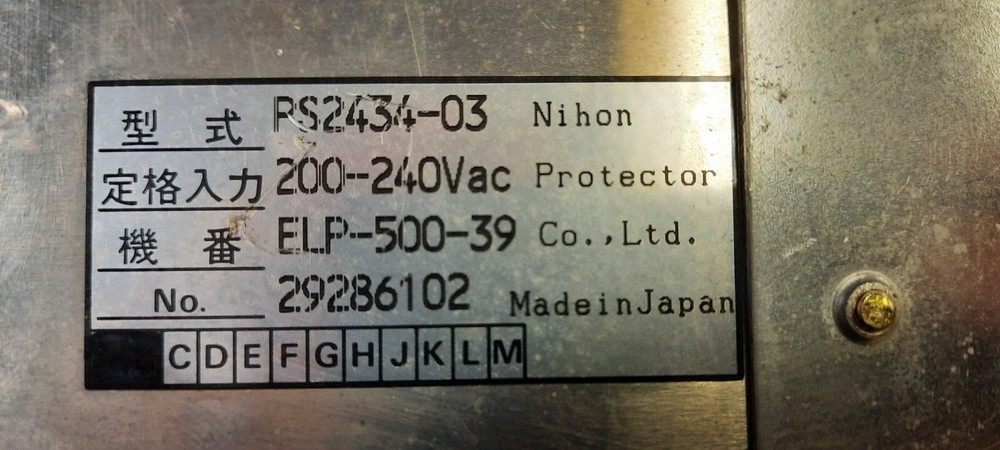 型 式 PS2434-03 Nihon
定格入力 200-240Vac Protector
機 番 ELP-500-39 Co.,Ltd.
No. 29286102 MadeinJapan
C D E F G H J K L M